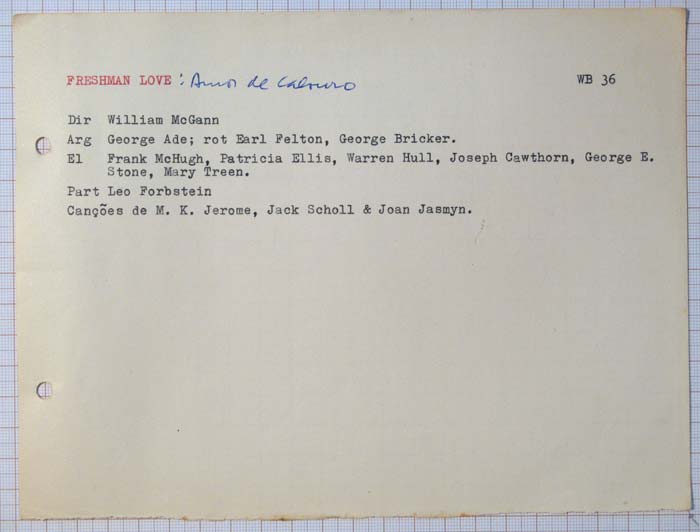 FRESHMAN LOVE : Amor de Calouro WB 36
Dir William McGann
Arg George Ade; rot Earl Felton, George Bricker.
El Frank McHugh, Patricia Ellis, Warren Hull, Joseph Cawthorn, George E.
Stone, Mary Treen.
Part Leo Forbstein
Canções de M. K. Jerome, Jack Scholl & Joan Jasmyn.